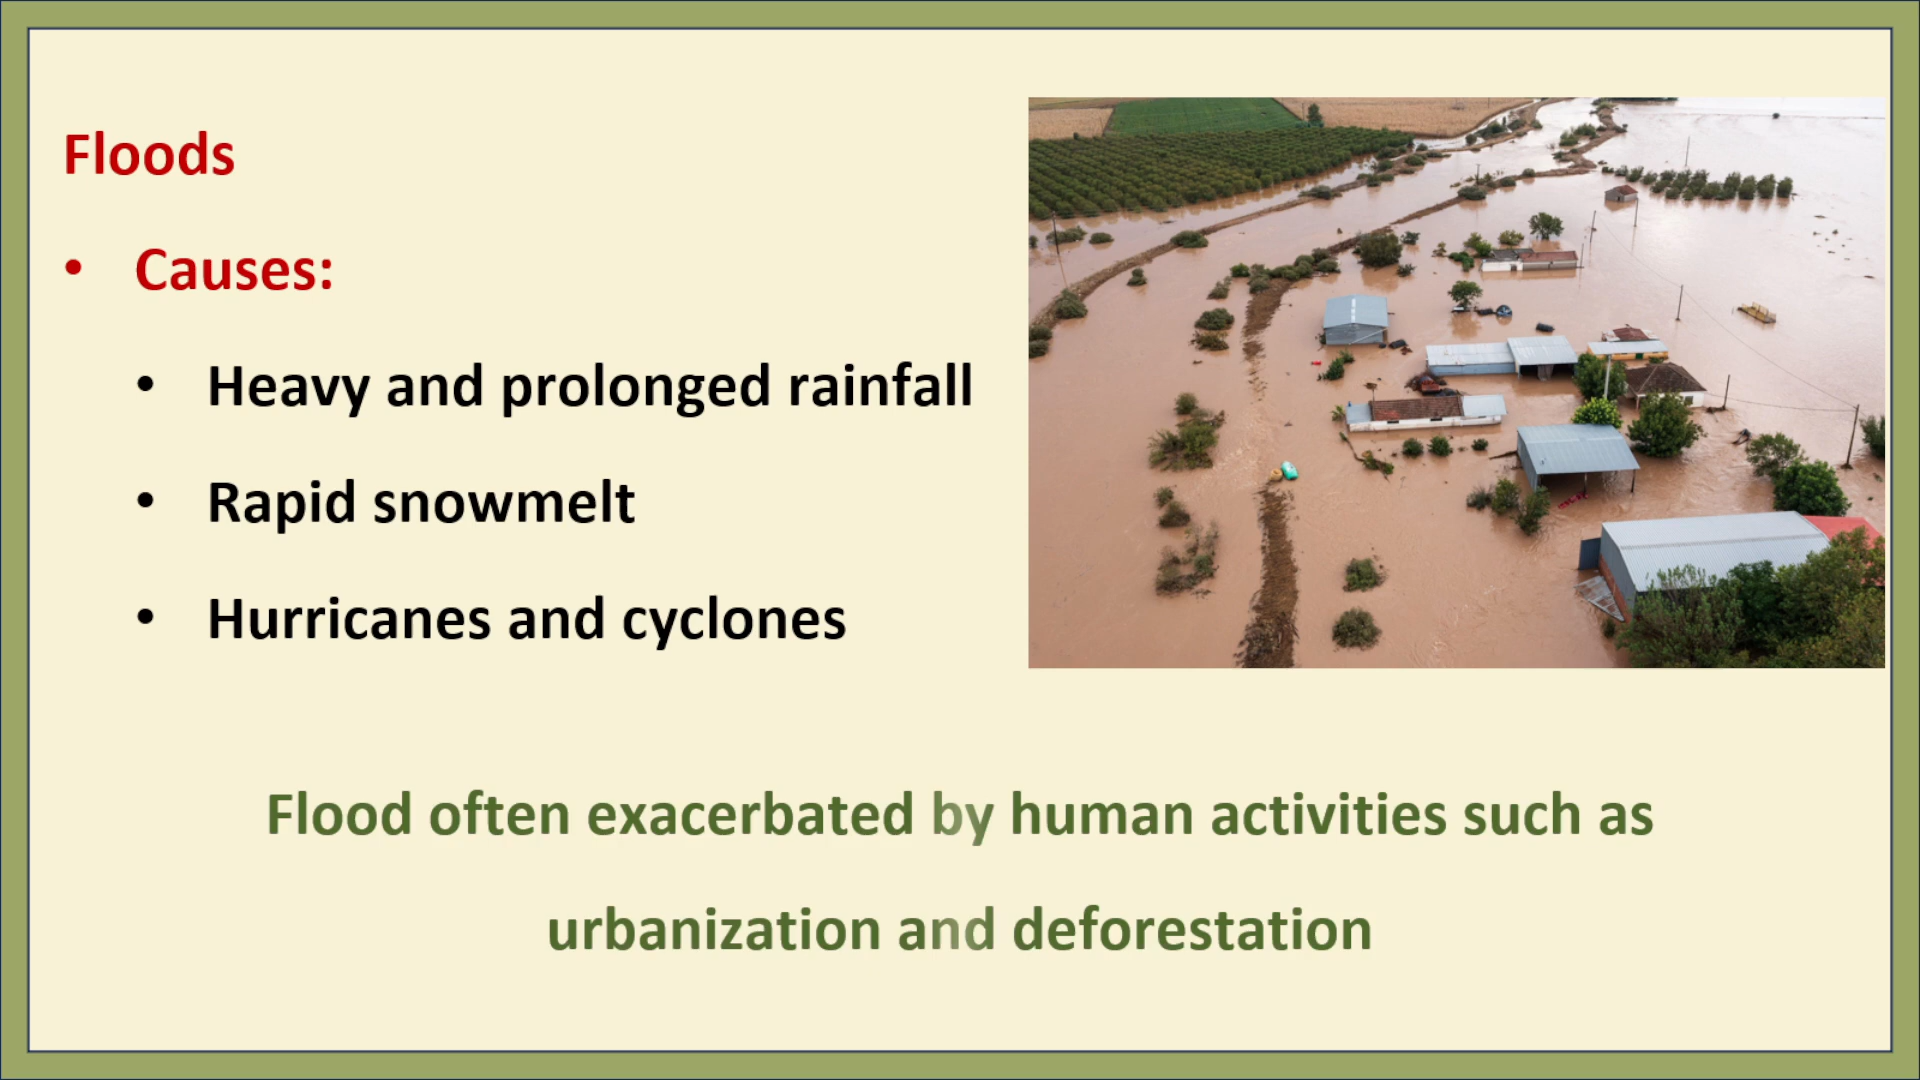 Floods
• Causes:
• Heavy and prolonged rainfall
• Rapid snowmelt
• Hurricanes and cyclones
Flood often exacerbated by human activities such as
urbanization and deforestation